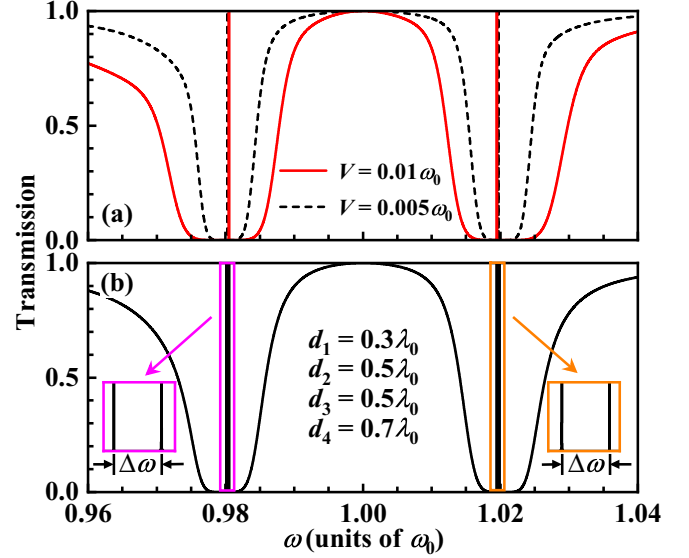 1.0
0.5
0.0
(a)
V = 0.01ω₀
V = 0.005ω₀
Transmission
1.0
0.5
0.0
(b)
d₁ = 0.3λ₀
d₂ = 0.5λ₀
d₃ = 0.5λ₀
d₄ = 0.7λ₀
Δω
Δω
0.96 0.98 1.00 1.02 1.04
ω (units of ω₀)